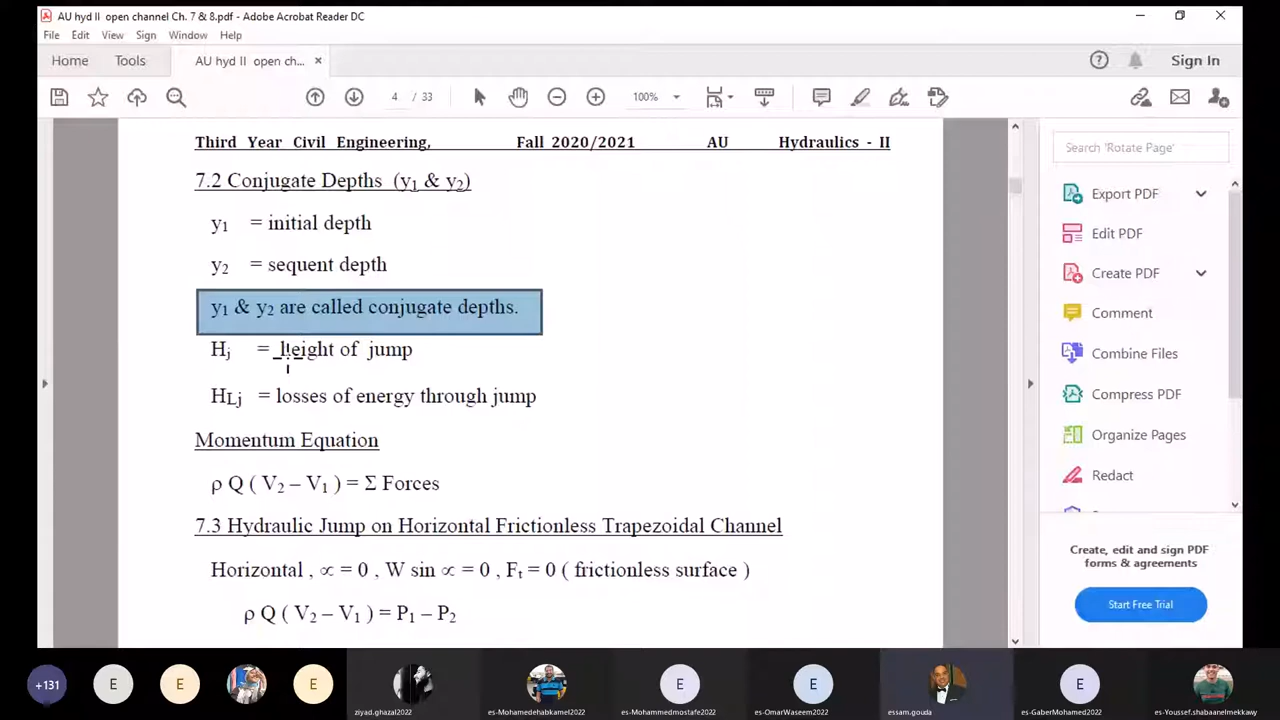 AU hyd II open channel Ch. 7 & 8.pdf - Adobe Acrobat Reader DC
File Edit View Sign Window Help
Home Tools AU hyd II open ch... × Sign In
4 / 33 100%
Third Year Civil Engineering, Fall 2020/2021 AU Hydraulics - II
7.2 Conjugate Depths (y1 & y2)
y1 = initial depth
y2 = sequent depth
y1 & y2 are called conjugate depths.
Hj = height of jump
HLj = losses of energy through jump
Momentum Equation
ρ Q ( V2 – V1 ) = Σ Forces
7.3 Hydraulic Jump on Horizontal Frictionless Trapezoidal Channel
Horizontal , ∝ = 0 , W sin ∝ = 0 , Ft = 0 ( frictionless surface )
ρ Q ( V2 – V1 ) = P1 – P2
Search 'Rotate Page'
Export PDF
Edit PDF
Create PDF
Comment
Combine Files
Compress PDF
Organize Pages
Redact
Create, edit and sign PDF
forms & agreements
Start Free Trial
+131 E E E E E E
ziyad.ghazal2022 es-Mohamedehabkamel2022 es-Mohammedmostafe2022 es-OmarWaseem2022 essam.gouda es-GaberMohamed2022 es-Youssef.shabaanelmekkawy